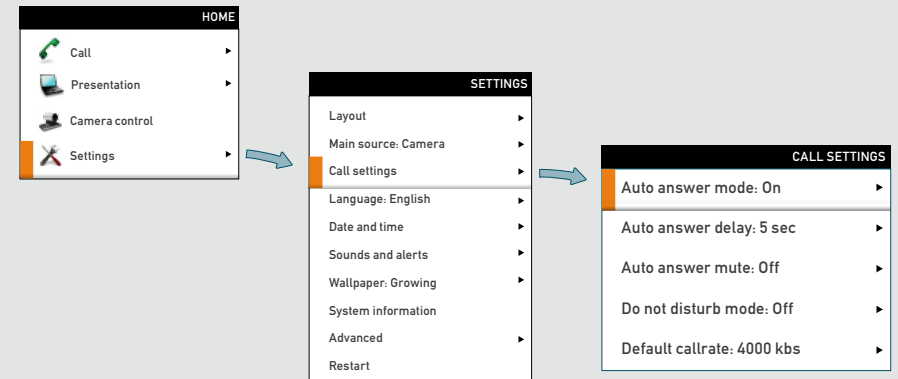 HOME
Call
Presentation
Camera control
Settings
SETTINGS
Layout
Main source: Camera
Call settings
Language: English
Date and time
Sounds and alerts
Wallpaper: Growing
System information
Advanced
Restart
CALL SETTINGS
Auto answer mode: On
Auto answer delay: 5 sec
Auto answer mute: Off
Do not disturb mode: Off
Default callrate: 4000 kbs